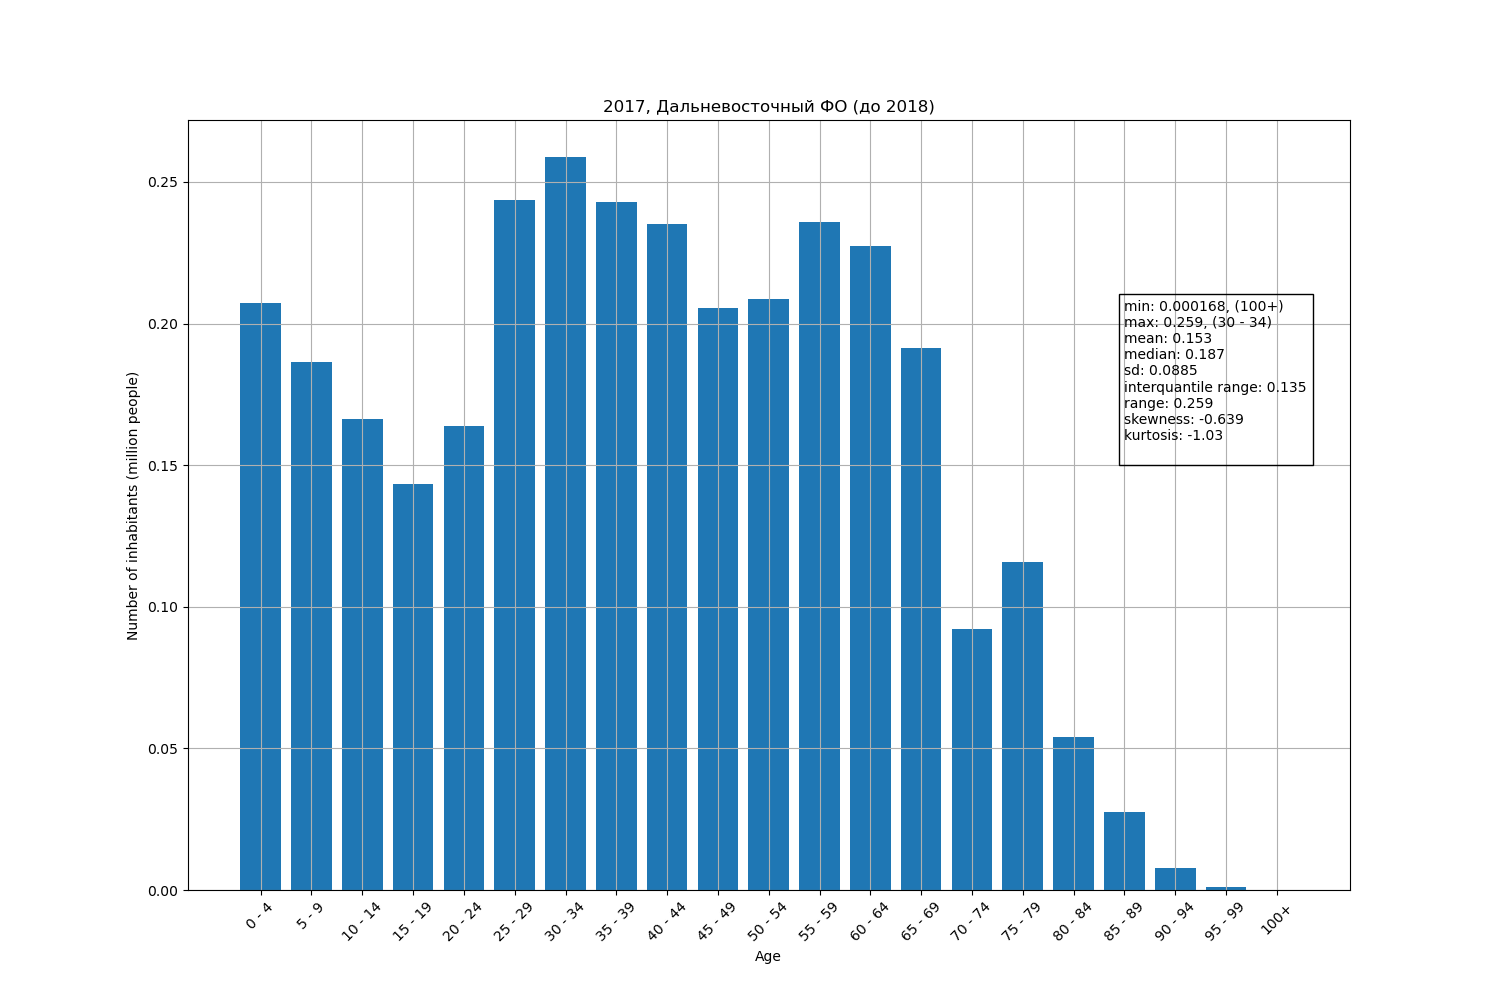 2017, Дальневосточный ФО (до 2018)
Number of inhabitants (million people)
0.25
0.20
0.15
0.10
0.05
0.00
min: 0.000168, (100+)
max: 0.259, (30 - 34)
mean: 0.153
median: 0.187
sd: 0.0885
interquantile range: 0.135
range: 0.259
skewness: -0.639
kurtosis: -1.03
0 - 4
5 - 9
10 - 14
15 - 19
20 - 24
25 - 29
30 - 34
35 - 39
40 - 44
45 - 49
50 - 54
55 - 59
60 - 64
65 - 69
70 - 74
75 - 79
80 - 84
85 - 89
90 - 94
95 - 99
100+
Age